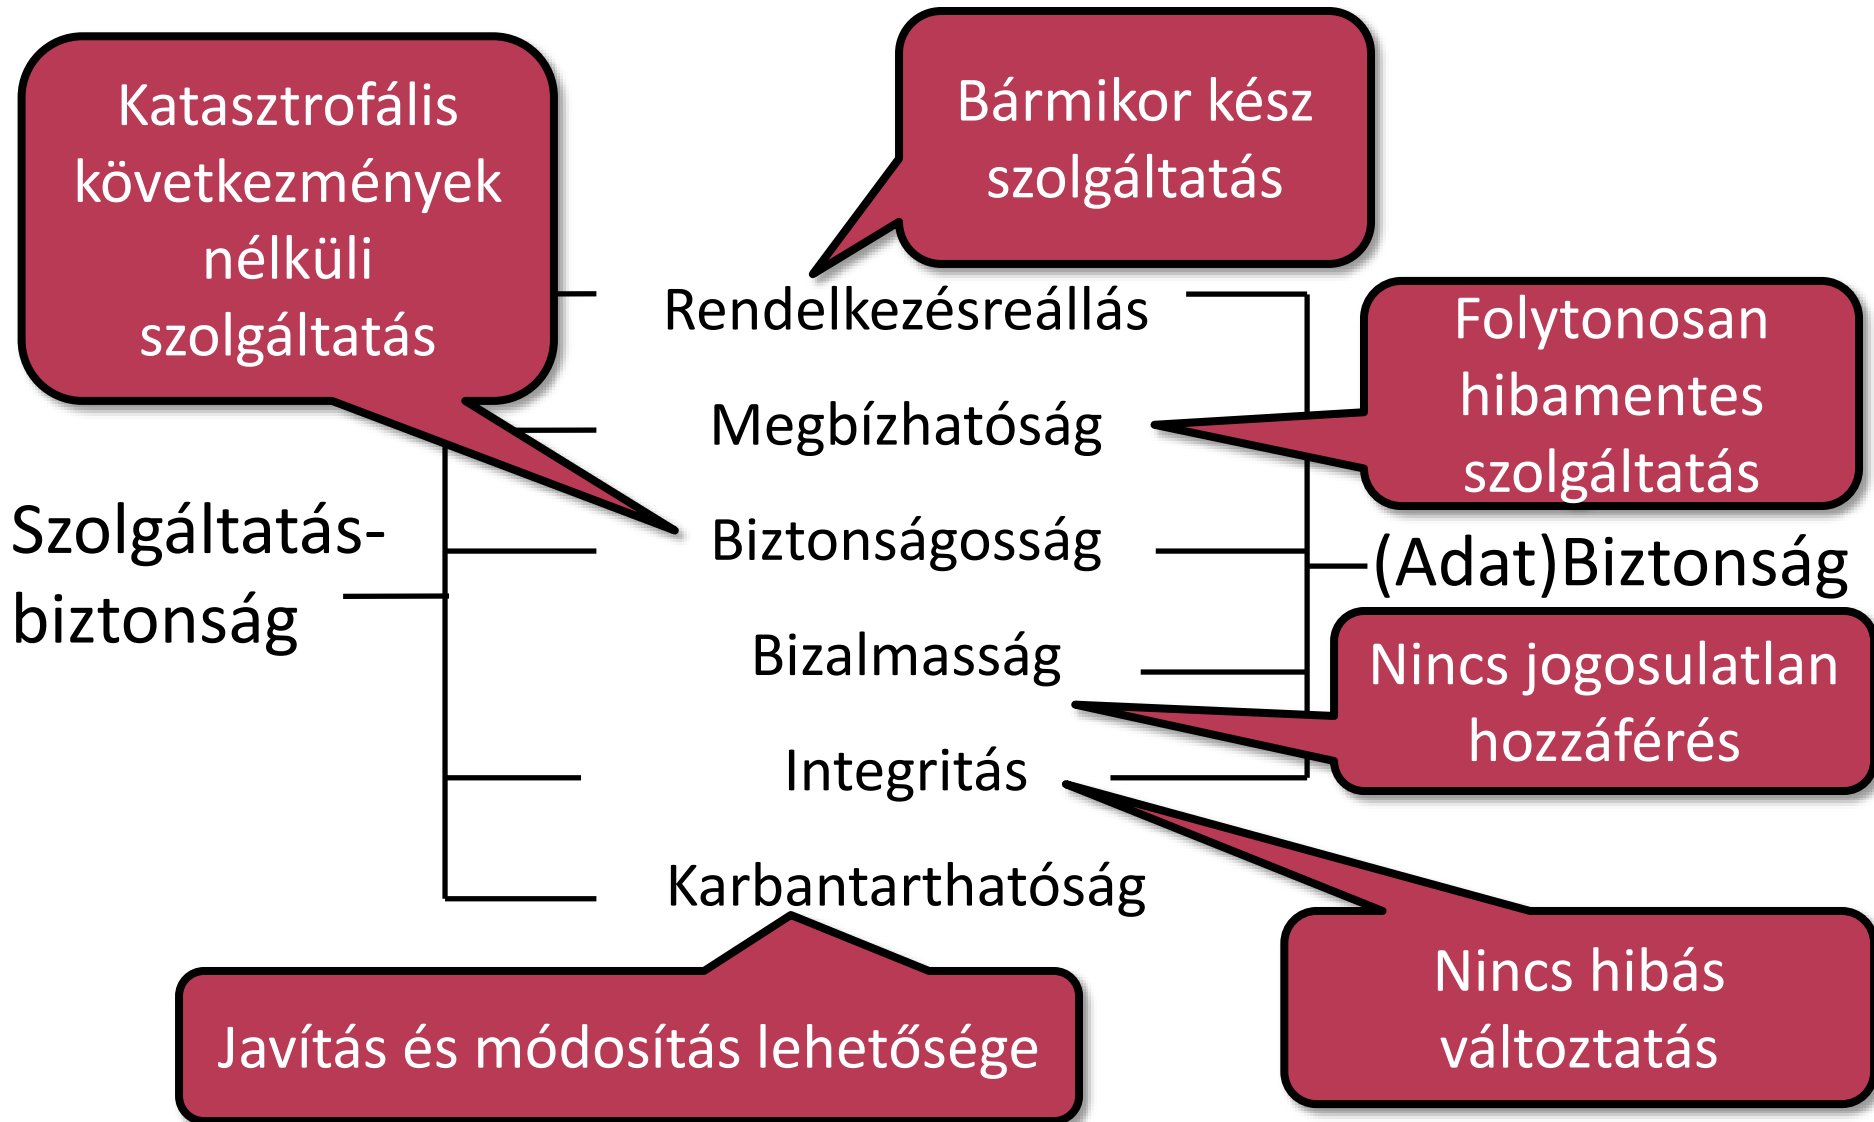 Katasztrofális
következmények
nélküli
szolgáltatás
Bármikor kész
szolgáltatás
Rendelkezésreállás
Folytonosan
hibamentes
szolgáltatás
Megbízhatóság
Szolgáltatás-
biztonság
Biztonságosság
(Adat)Biztonság
Bizalmasság
Nincs jogosulatlan
hozzáférés
Integritás
Karbantarthatóság
Nincs hibás
változtatás
Javítás és módosítás lehetősége